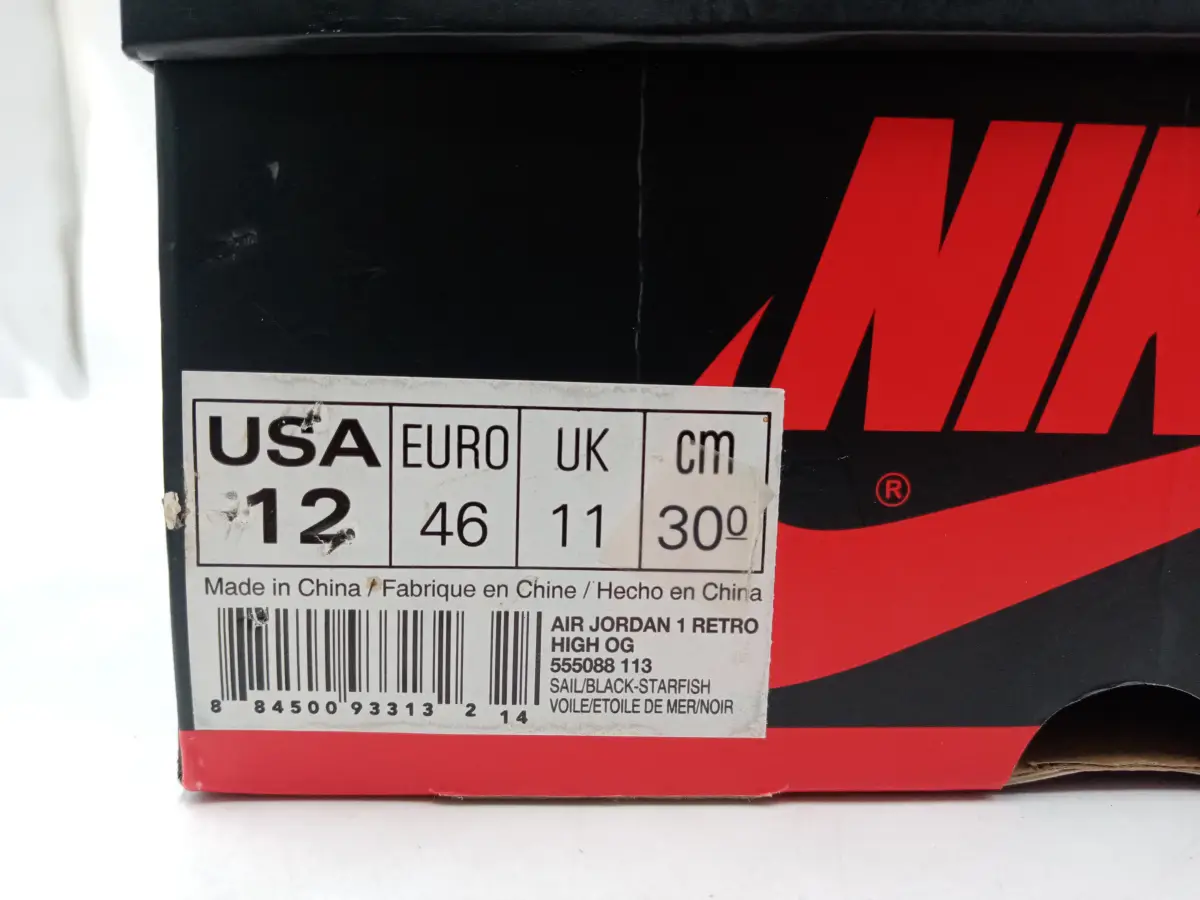 NIK
®
USA EURO UK cm
12 46 11 30º
Made in China / Fabrique en Chine / Hecho en China
AIR JORDAN 1 RETRO
HIGH OG
555088 113
SAIL/BLACK-STARFISH
VOILE/ETOILE DE MER/NOIR
8 84500 93313 2 14